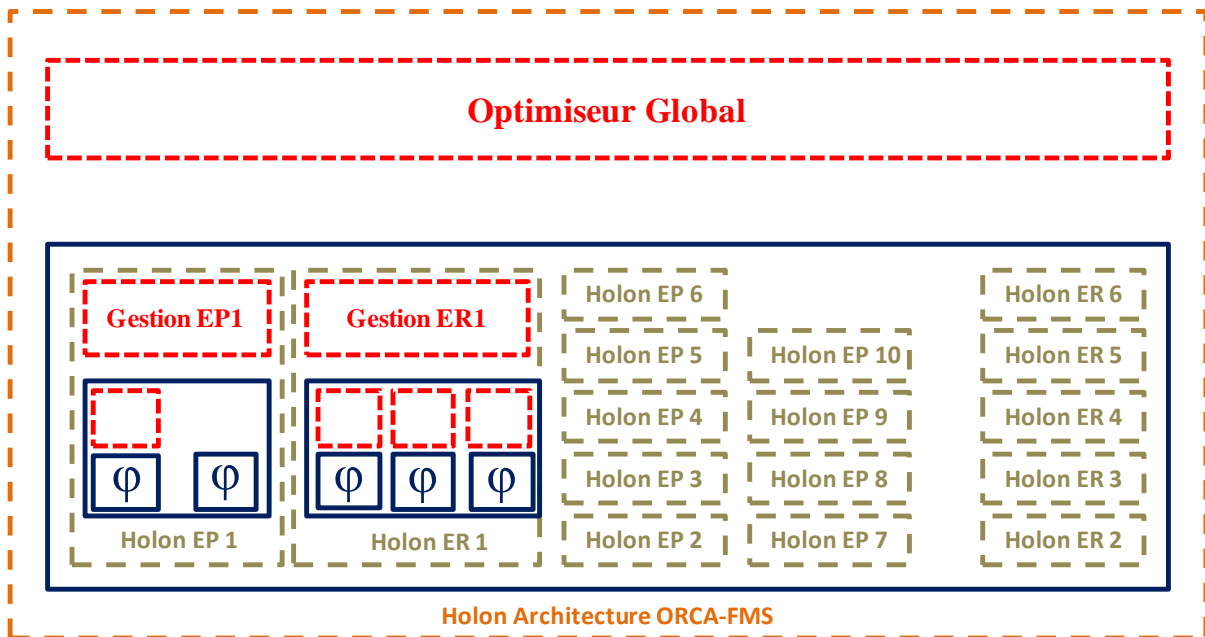 Optimiseur Global
Gestion EP1
Gestion ER1
φ
φ
φ
φ
φ
Holon EP 1
Holon ER 1
Holon EP 6
Holon EP 5
Holon EP 4
Holon EP 3
Holon EP 2
Holon EP 10
Holon EP 9
Holon EP 8
Holon EP 7
Holon ER 6
Holon ER 5
Holon ER 4
Holon ER 3
Holon ER 2
Holon Architecture ORCA-FMS